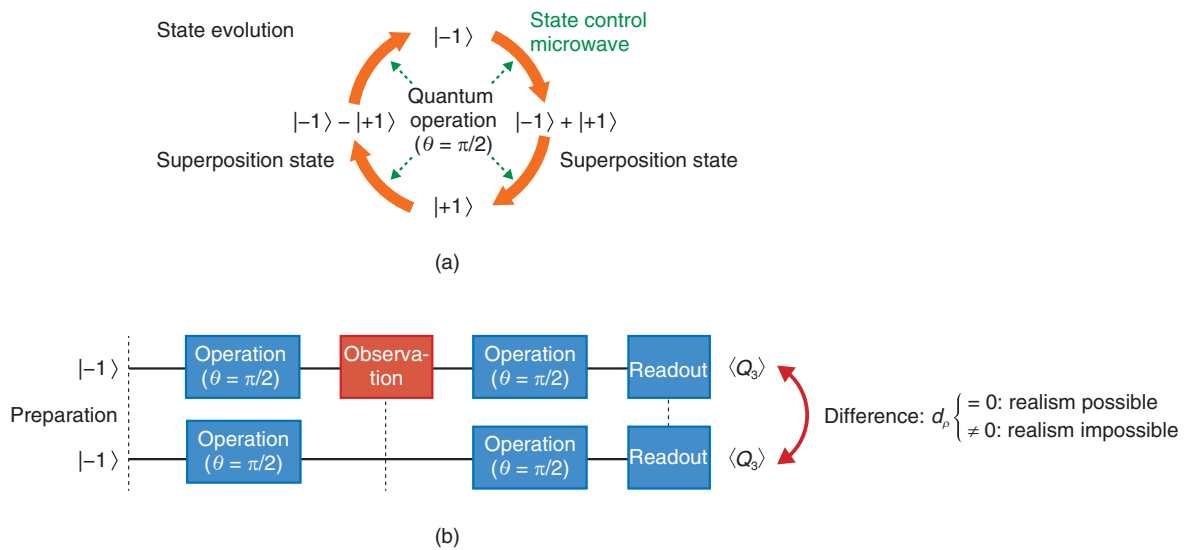 State evolution
|−1⟩
State control
microwave
Quantum
operation
(θ = π/2)
|−1⟩ − |+1⟩
|−1⟩ + |+1⟩
Superposition state
Superposition state
|+1⟩
(a)
|−1⟩
Operation
(θ = π/2)
Observa-
tion
Operation
(θ = π/2)
Readout
⟨Q₃⟩
Preparation
Difference: dᵨ
= 0: realism possible
≠ 0: realism impossible
|−1⟩
Operation
(θ = π/2)
Operation
(θ = π/2)
Readout
⟨Q₃⟩
(b)